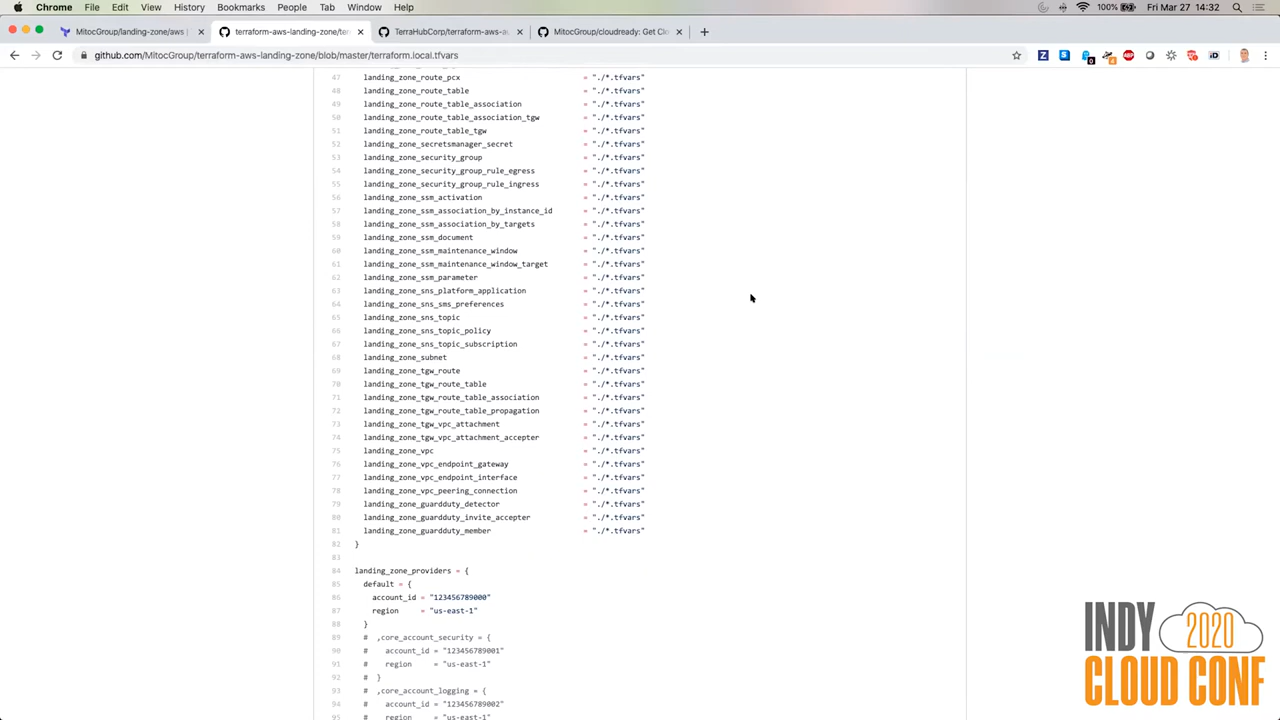 Chrome File Edit View History Bookmarks People Tab Window Help 100% Fri Mar 27 14:32
MitocGroup/landing-zone/aws | terraform-aws-landing-zone/te TerraHubCorp/terraform-aws-a MitocGroup/cloudready: Get Clo
github.com/MitocGroup/terraform-aws-landing-zone/blob/master/terraform.local.tfvars
47 landing_zone_route_pcx = "./*.tfvars"
48 landing_zone_route_table = "./*.tfvars"
49 landing_zone_route_table_association = "./*.tfvars"
50 landing_zone_route_table_association_tgw = "./*.tfvars"
51 landing_zone_route_table_tgw = "./*.tfvars"
52 landing_zone_secretsmanager_secret = "./*.tfvars"
53 landing_zone_security_group = "./*.tfvars"
54 landing_zone_security_group_rule_egress = "./*.tfvars"
55 landing_zone_security_group_rule_ingress = "./*.tfvars"
56 landing_zone_ssm_activation = "./*.tfvars"
57 landing_zone_ssm_association_by_instance_id = "./*.tfvars"
58 landing_zone_ssm_association_by_targets = "./*.tfvars"
59 landing_zone_ssm_document = "./*.tfvars"
60 landing_zone_ssm_maintenance_window = "./*.tfvars"
61 landing_zone_ssm_maintenance_window_target = "./*.tfvars"
62 landing_zone_ssm_parameter = "./*.tfvars"
63 landing_zone_sns_platform_application = "./*.tfvars"
64 landing_zone_sns_sms_preferences = "./*.tfvars"
65 landing_zone_sns_topic = "./*.tfvars"
66 landing_zone_sns_topic_policy = "./*.tfvars"
67 landing_zone_sns_topic_subscription = "./*.tfvars"
68 landing_zone_subnet = "./*.tfvars"
69 landing_zone_tgw_route = "./*.tfvars"
70 landing_zone_tgw_route_table = "./*.tfvars"
71 landing_zone_tgw_route_table_association = "./*.tfvars"
72 landing_zone_tgw_route_table_propagation = "./*.tfvars"
73 landing_zone_tgw_vpc_attachment = "./*.tfvars"
74 landing_zone_tgw_vpc_attachment_accepter = "./*.tfvars"
75 landing_zone_vpc = "./*.tfvars"
76 landing_zone_vpc_endpoint_gateway = "./*.tfvars"
77 landing_zone_vpc_endpoint_interface = "./*.tfvars"
78 landing_zone_vpc_peering_connection = "./*.tfvars"
79 landing_zone_guardduty_detector = "./*.tfvars"
80 landing_zone_guardduty_invite_accepter = "./*.tfvars"
81 landing_zone_guardduty_member = "./*.tfvars"
82 }
83
84 landing_zone_providers = {
85 default = {
86 account_id = "123456789000"
87 region = "us-east-1"
88 }
89 # ,core_account_security = {
90 # account_id = "123456789001"
91 # region = "us-east-1"
92 # }
93 # ,core_account_logging = {
94 # account_id = "123456789002"
95 # region = "us-east-1"
INDY 2020
CLOUD CONF